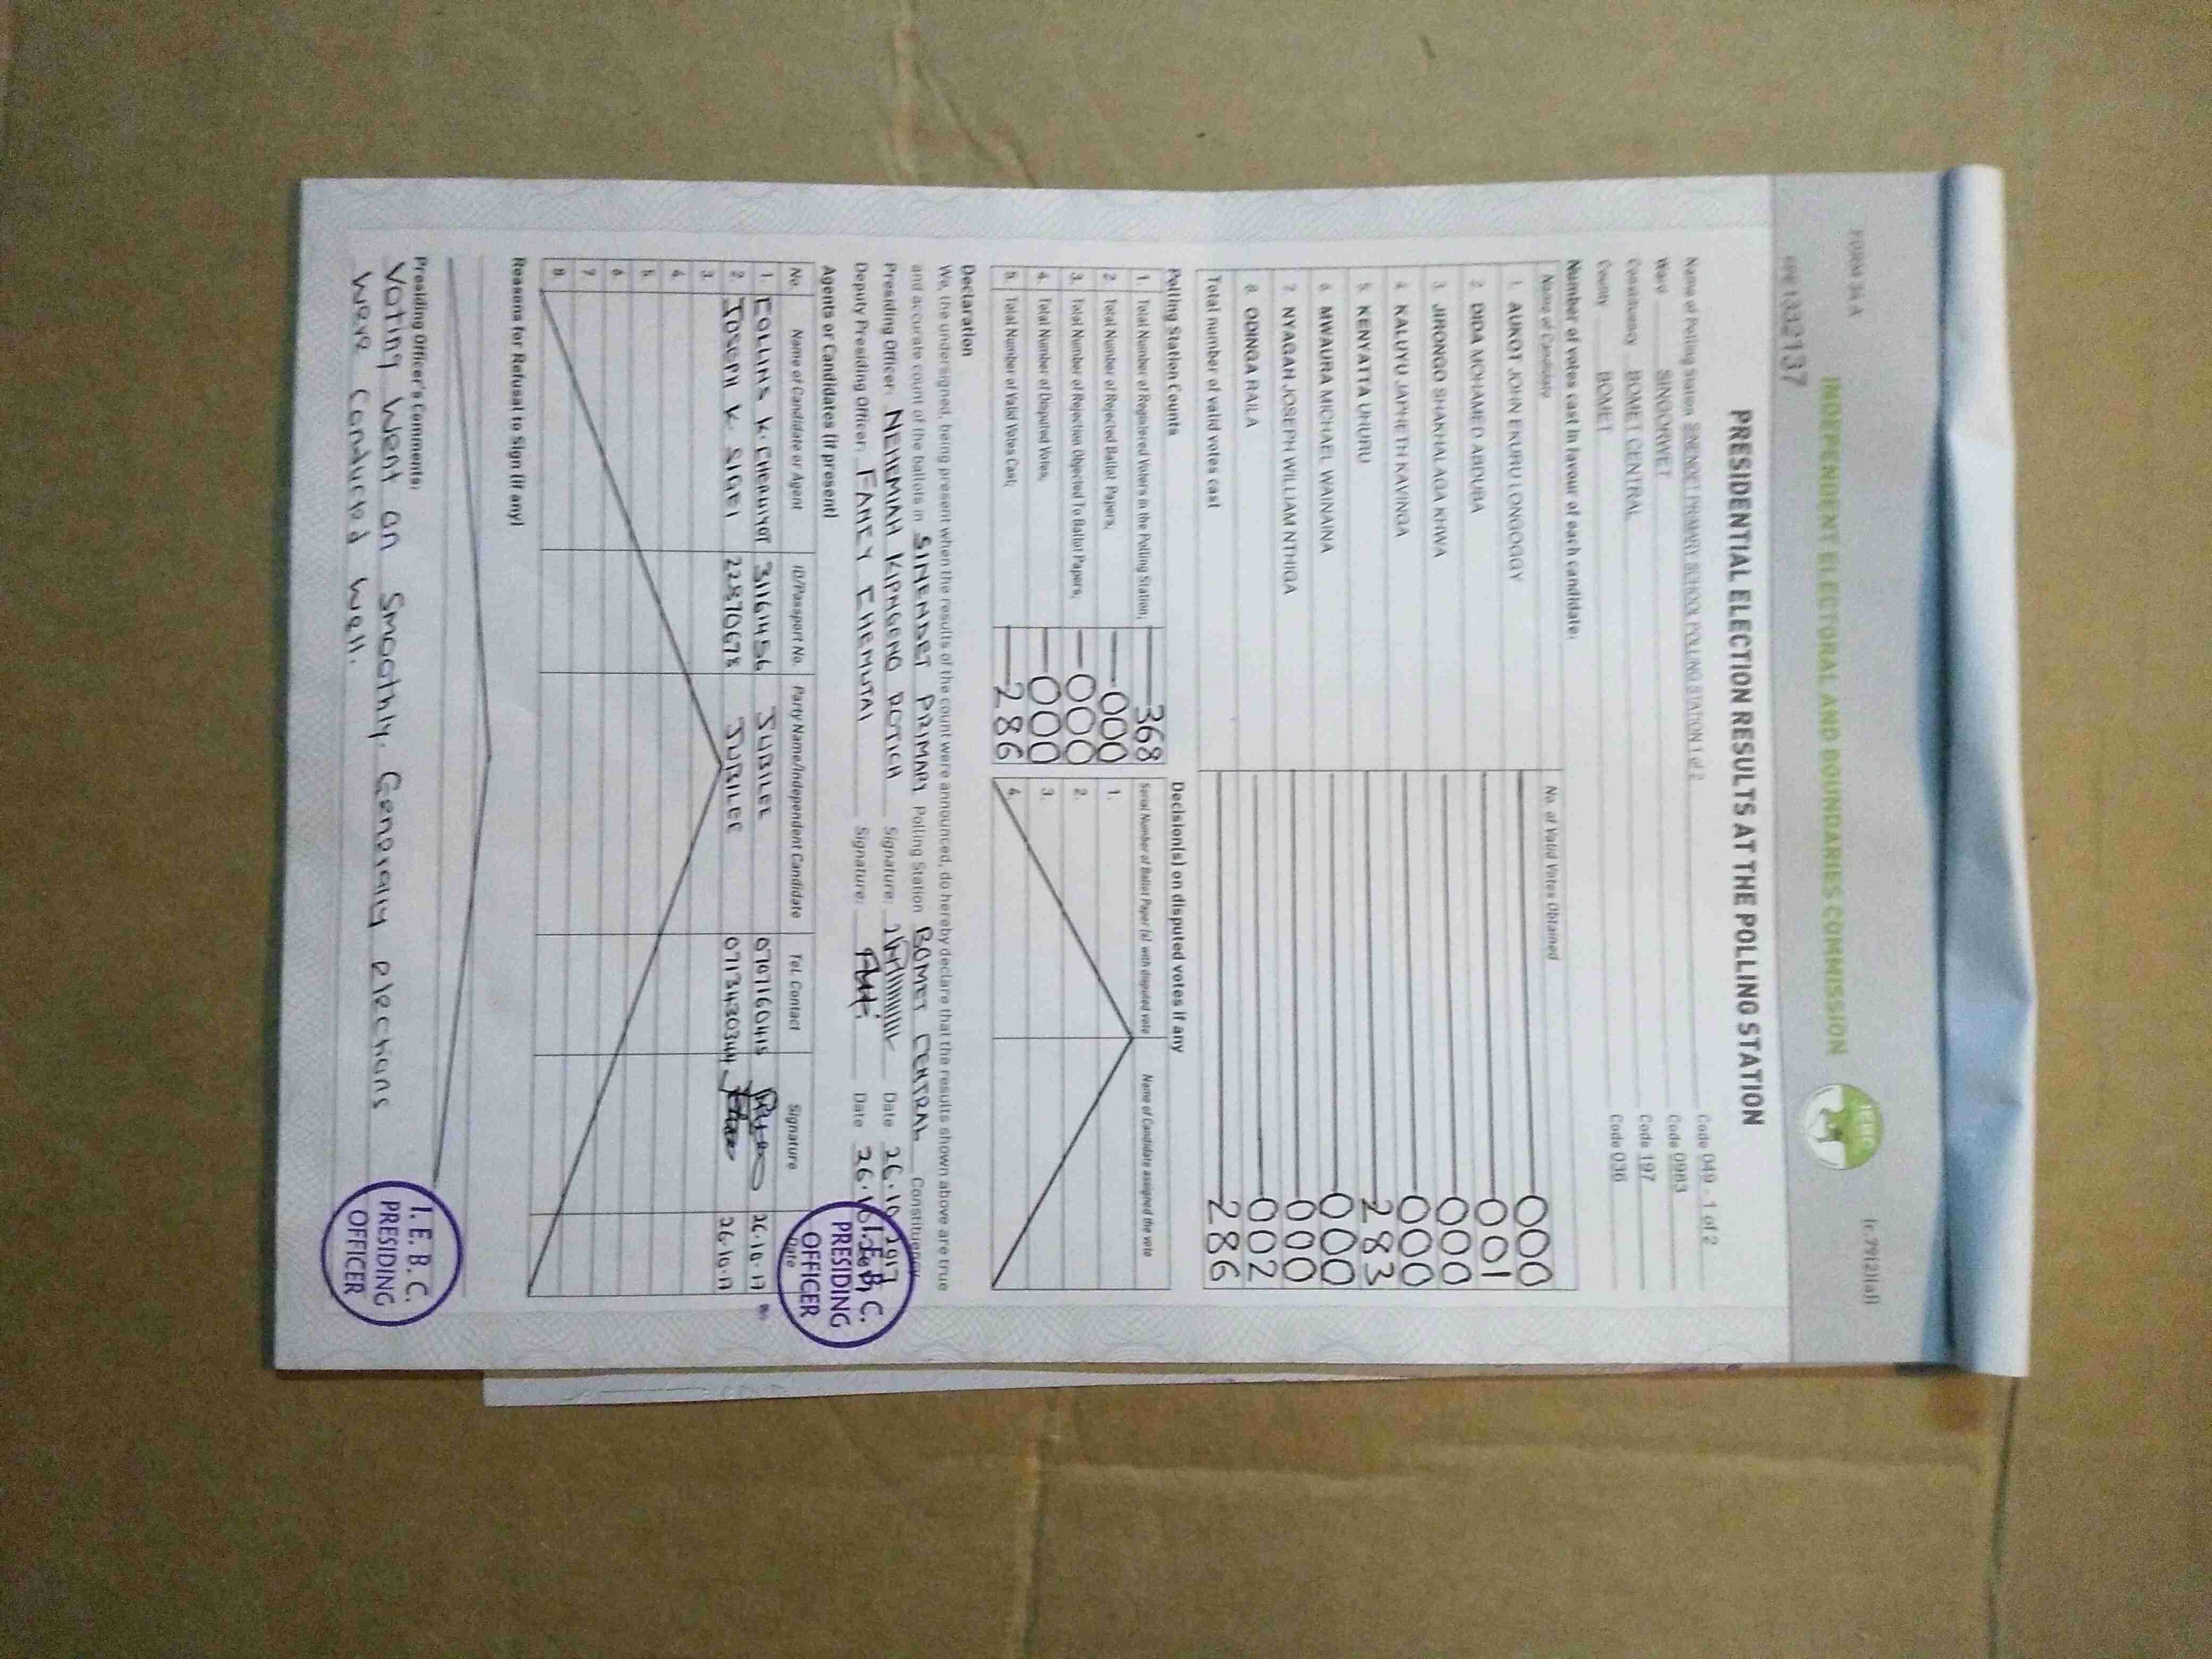 FORM 34 A
(r.79(2)(a))
INDEPENDENT ELECTORAL AND BOUNDARIES COMMISSION
IEBC
PRESIDENTIAL ELECTION RESULTS AT THE POLLING STATION
Name of Polling Station SINENDET PRIMARY SCHOOL POLLING STATION 1 of 2 Code 049 - 1 of 2
Ward SINGORWET Code 0983
Constituency BOMET CENTRAL Code 197
County BOMET Code 036
Number of votes cast in favour of each candidate:
Name of Candidate No. of Valid Votes Obtained
1. AUKOT JOHN EKURU LONGOGGY 000
2. DIDA MOHAMED ABDUBA 001
3. JIRONGO SHAKHALAGA KHWA 000
4. KALUYU JAPHETH KAVINGA 000
5. KENYATTA UHURU 283
6. MWAURA MICHAEL WAINAINA 000
7. NYAGAH JOSEPH WILLIAM NTHIGA 000
8. ODINGA RAILA 002
Total number of valid votes cast 286
Polling Station Counts
1. Total Number of Registered Voters in the Polling Station; 368
2. Total Number of Rejected Ballot Papers; 000
3. Total Number of Rejection Objected To Ballot Papers; 000
4. Total Number of Disputed Votes; 000
5. Total Number of Valid Votes Cast; 286
Decision(s) on disputed votes if any
Serial Number of Ballot Paper (s) with disputed vote Name of Candidate assigned the vote
1.
2.
3.
4.
Declaration
We, the undersigned, being present when the results of the count were announced, do hereby declare that the results shown above are true
and accurate count of the ballots in SINENDET PRIMARY Polling Station BOMET CENTRAL Constituency
Presiding Officer: NEHEMIAH KIPNGENO ROTICH Signature: Date 26.10.2017
Deputy Presiding Officer: FANCY CHEMUTAI Signature: Date 26.10
I.E.B.C.
PRESIDING
OFFICER
Agents or Candidates (if present)
No. Name of Candidate or Agent ID/Passport No. Party Name/Independent Candidate Tel. Contact Signature Date
1. COLLINS K. CHERUIYOT 31161456 JUBILEE 0707160415 26.10.17
2. JOSEPH K. SIGEI 22870678 JUBILEE 0713430344 26.10.17
3.
4.
5.
6.
7.
8.
Reasons for Refusal to Sign (if any)
Presiding Officer's Comments:
Voting went on Smoothly. Generally elections
were Conducted well.
I.E.B.C.
PRESIDING
OFFICER